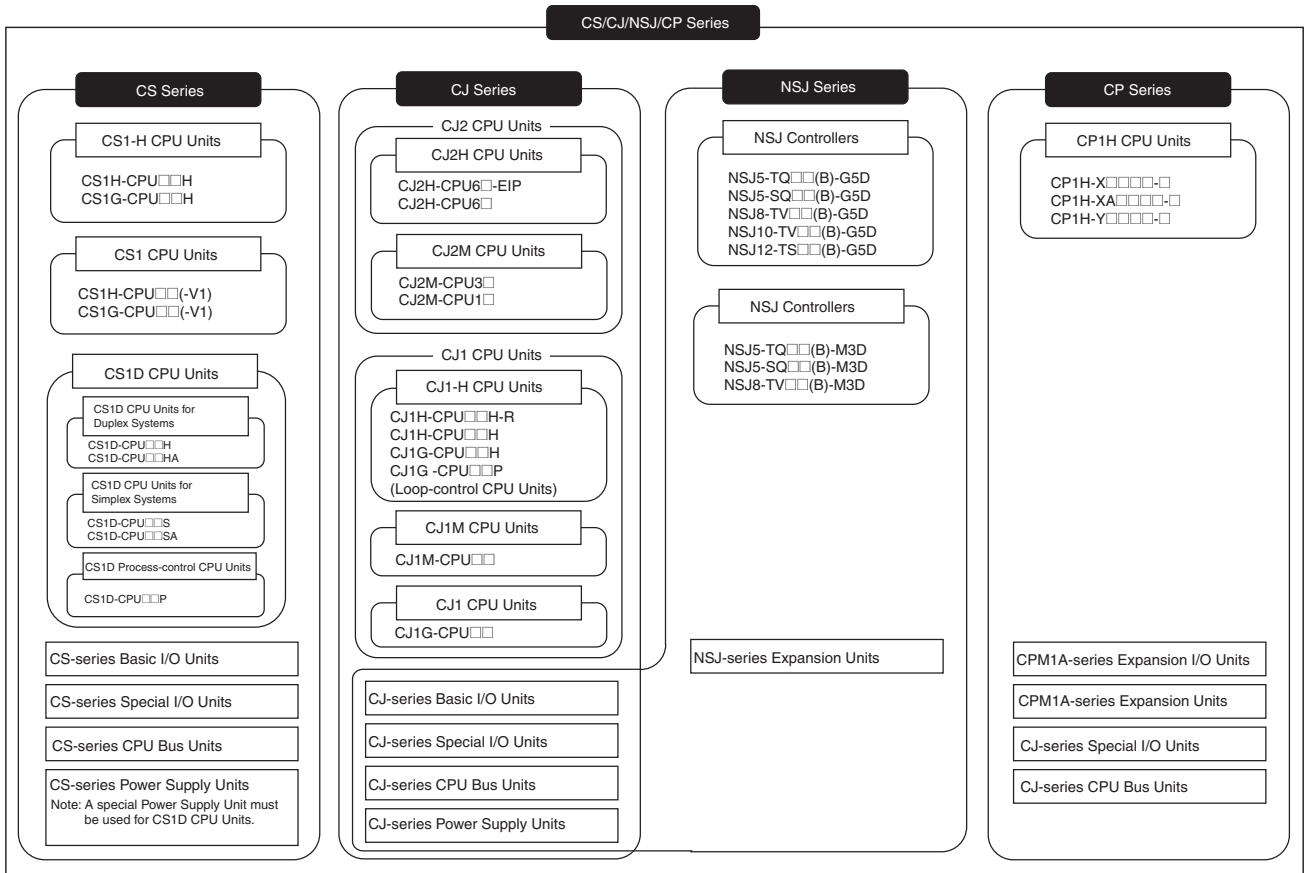 CS/CJ/NSJ/CP Series
CS Series
CS1-H CPU Units
CS1H-CPU□□H
CS1G-CPU□□H
CS1 CPU Units
CS1H-CPU□□(-V1)
CS1G-CPU□□(-V1)
CS1D CPU Units
CS1D CPU Units for
Duplex Systems
CS1D-CPU□□H
CS1D-CPU□□HA
CS1D CPU Units for
Simplex Systems
CS1D-CPU□□S
CS1D-CPU□□SA
CS1D Process-control CPU Units
CS1D-CPU□□P
CS-series Basic I/O Units
CS-series Special I/O Units
CS-series CPU Bus Units
CS-series Power Supply Units
Note: A special Power Supply Unit must
be used for CS1D CPU Units.
CJ Series
CJ2 CPU Units
CJ2H CPU Units
CJ2H-CPU6□-EIP
CJ2H-CPU6□
CJ2M CPU Units
CJ2M-CPU3□
CJ2M-CPU1□
CJ1 CPU Units
CJ1-H CPU Units
CJ1H-CPU□□H-R
CJ1H-CPU□□H
CJ1G-CPU□□H
CJ1G -CPU□□P
(Loop-control CPU Units)
CJ1M CPU Units
CJ1M-CPU□□
CJ1 CPU Units
CJ1G-CPU□□
CJ-series Basic I/O Units
CJ-series Special I/O Units
CJ-series CPU Bus Units
CJ-series Power Supply Units
NSJ Series
NSJ Controllers
NSJ5-TQ□□(B)-G5D
NSJ5-SQ□□(B)-G5D
NSJ8-TV□□(B)-G5D
NSJ10-TV□□(B)-G5D
NSJ12-TS□□(B)-G5D
NSJ Controllers
NSJ5-TQ□□(B)-M3D
NSJ5-SQ□□(B)-M3D
NSJ8-TV□□(B)-M3D
NSJ-series Expansion Units
CP Series
CP1H CPU Units
CP1H-X□□□□-□
CP1H-XA□□□□-□
CP1H-Y□□□□-□
CPM1A-series Expansion I/O Units
CPM1A-series Expansion Units
CJ-series Special I/O Units
CJ-series CPU Bus Units